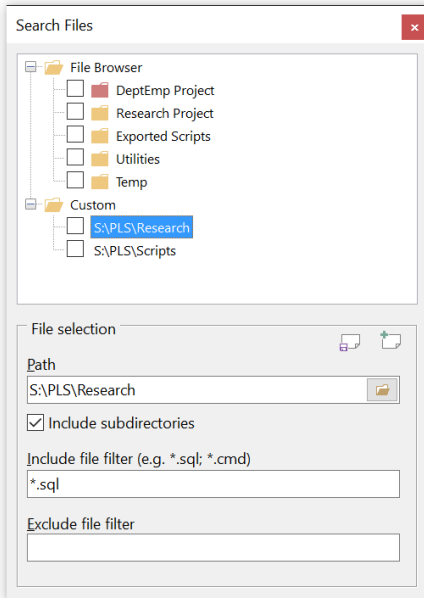 Search Files
File Browser
DeptEmp Project
Research Project
Exported Scripts
Utilities
Temp
Custom
S:\PLS\Research
S:\PLS\Scripts
File selection
Path
S:\PLS\Research
Include subdirectories
Include file filter (e.g. *.sql; *.cmd)
*.sql
Exclude file filter